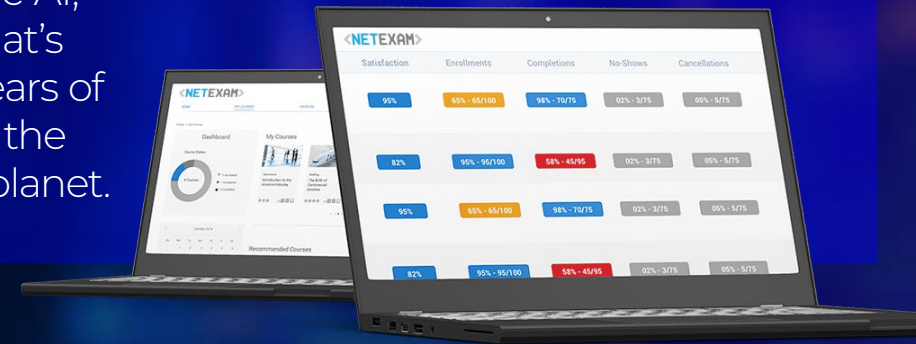 AI,
at's
ears of
the
planet.
<NETEXAM>
MY COURSES
Dashboard
My Courses
Recommended Courses
<NETEXAM>
Satisfaction Enrollments Completions No-Shows Cancellations
95% 65% - 65/100 98% - 70/75 02% - 3/75 05% - 5/75
82% 95% - 95/100 58% - 45/95 02% - 3/75 05% - 5/75
95% 65% - 65/100 98% - 70/75 02% - 3/75 05% - 5/75
82% 95% - 95/100 58% - 45/95 02% - 3/75 05% - 5/75